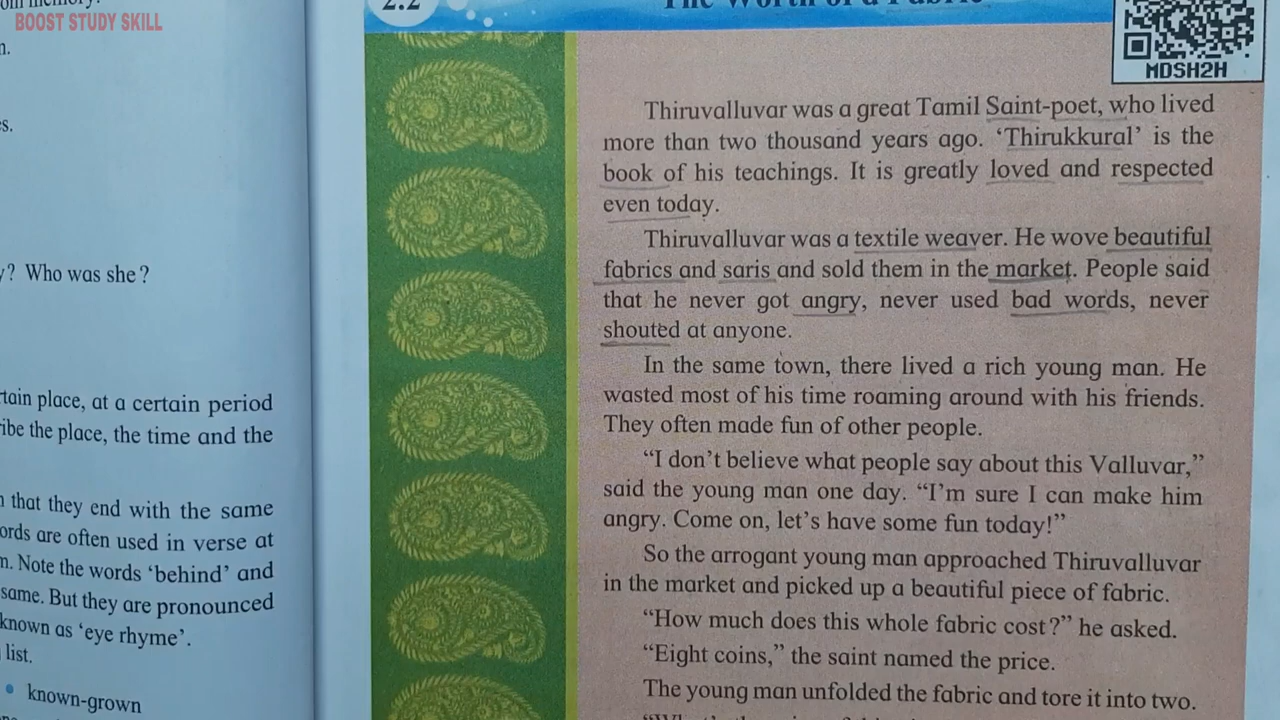 BOOST STUDY SKILL
n.
s.
? Who was she?
tain place, at a certain period
ibe the place, the time and the
that they end with the same
ords are often used in verse at
n. Note the words ‘behind’ and
same. But they are pronounced
known as ‘eye rhyme’.
list.
• known-grown
2.2
The Worth of a Fabric
MDSH2H
Thiruvalluvar was a great Tamil Saint-poet, who lived
more than two thousand years ago. ‘Thirukkural’ is the
book of his teachings. It is greatly loved and respected
even today.
Thiruvalluvar was a textile weaver. He wove beautiful
fabrics and saris and sold them in the market. People said
that he never got angry, never used bad words, never
shouted at anyone.
In the same town, there lived a rich young man. He
wasted most of his time roaming around with his friends.
They often made fun of other people.
“I don’t believe what people say about this Valluvar,”
said the young man one day. “I’m sure I can make him
angry. Come on, let’s have some fun today!”
So the arrogant young man approached Thiruvalluvar
in the market and picked up a beautiful piece of fabric.
“How much does this whole fabric cost?” he asked.
“Eight coins,” the saint named the price.
The young man unfolded the fabric and tore it into two.